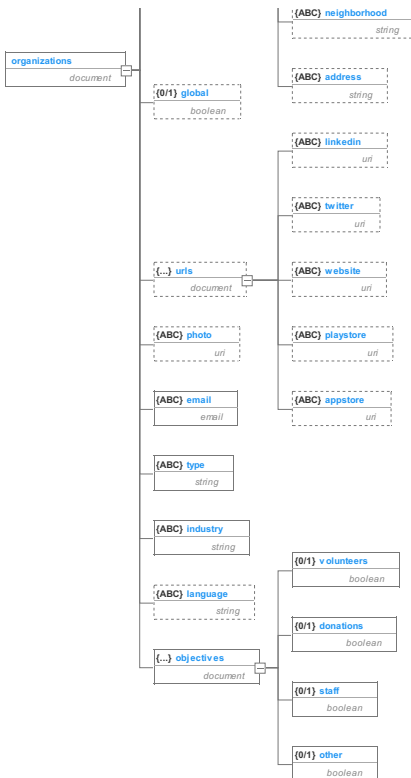 {ABC} neighborhood
string
organizations
document
{ABC} address
string
{0/1} global
boolean
{ABC} linkedin
uri
{ABC} twitter
uri
{...} urls
document
{ABC} website
uri
{ABC} photo
uri
{ABC} playstore
uri
{ABC} email
email
{ABC} appstore
uri
{ABC} type
string
{ABC} industry
string
{0/1} volunteers
boolean
{ABC} language
string
{0/1} donations
boolean
{...} objectives
document
{0/1} staff
boolean
{0/1} other
boolean